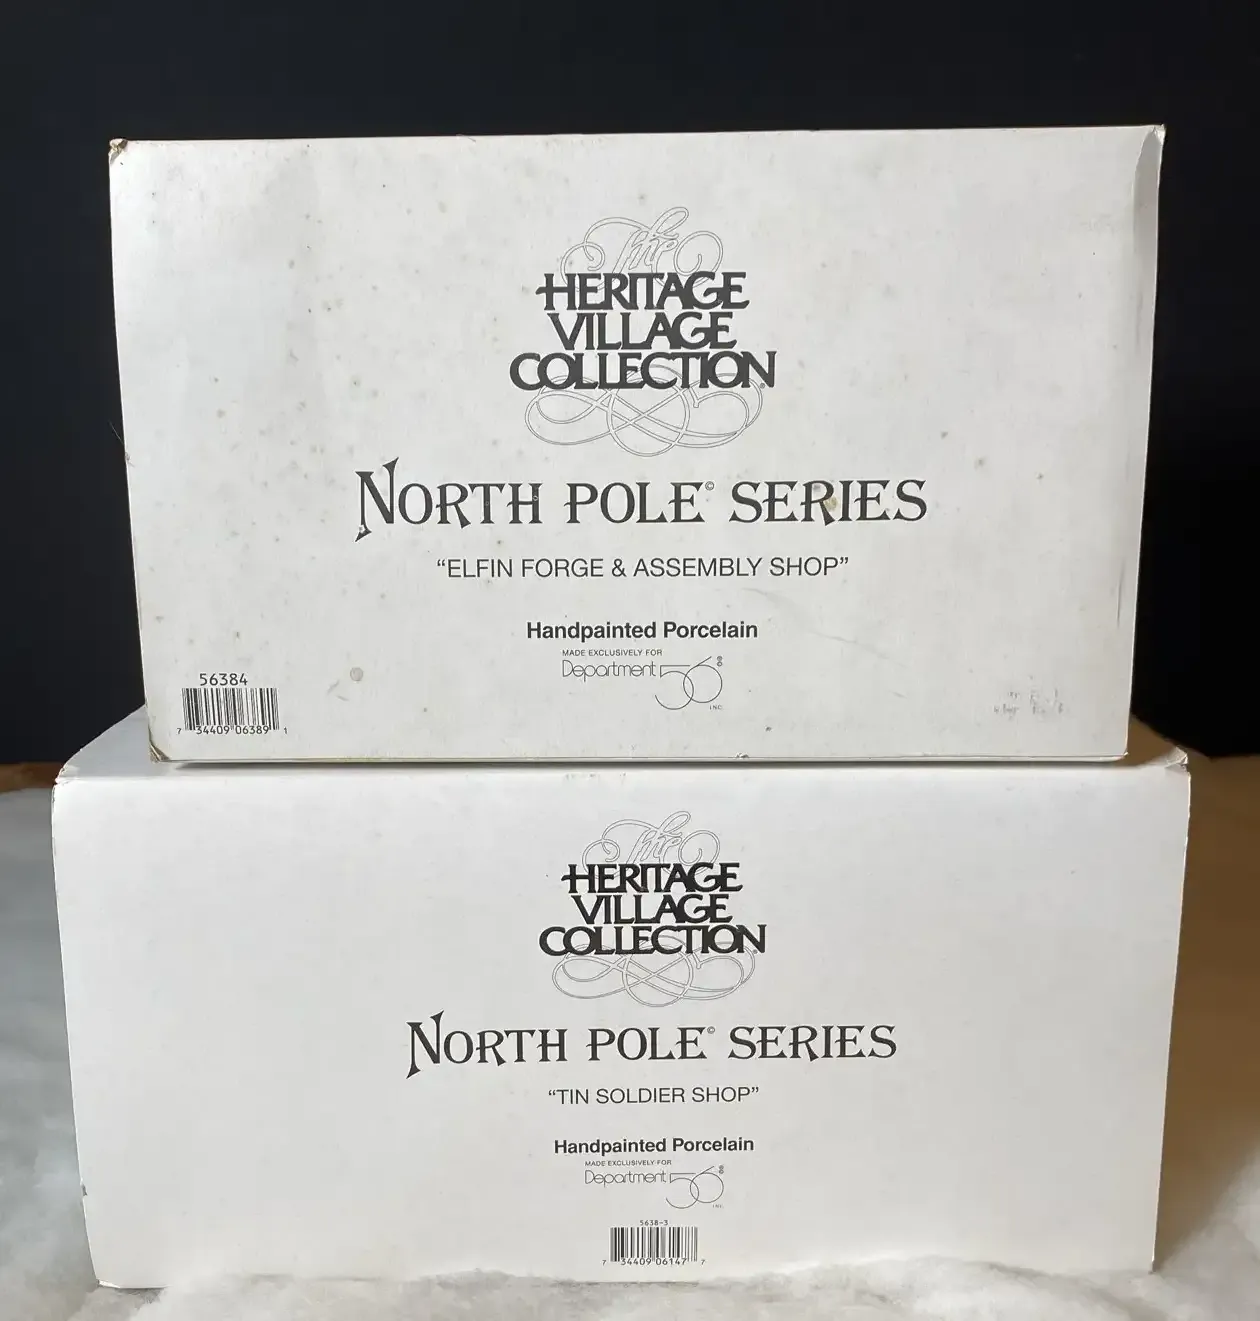 The
HERITAGE
VILLAGE
COLLECTION®
NORTH POLE© SERIES
“ELFIN FORGE & ASSEMBLY SHOP”
Handpainted Porcelain
MADE EXCLUSIVELY FOR
Department 56®
INC.
56384
7 34409 06389 1
The
HERITAGE
VILLAGE
COLLECTION
NORTH POLE© SERIES
“TIN SOLDIER SHOP”
Handpainted Porcelain
MADE EXCLUSIVELY FOR
Department 56®
INC.
5638-3
7 34409 06147 7